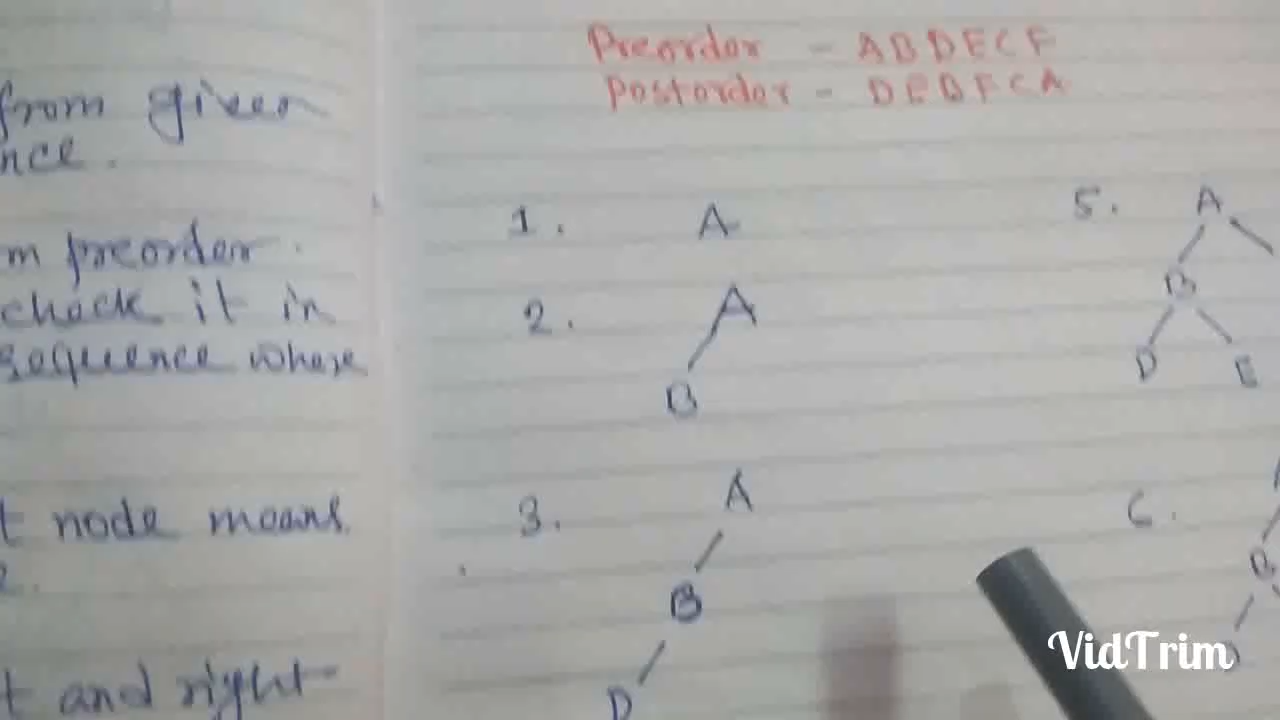 from given
nce.
m preorder.
check it in
sequence where
t node means
t and right
Preorder - ABDECF
Postorder - DEBFCA
1. A
2. A
B
3. A
B
D
5. A
B
D E
6.
B
D
VidTrim